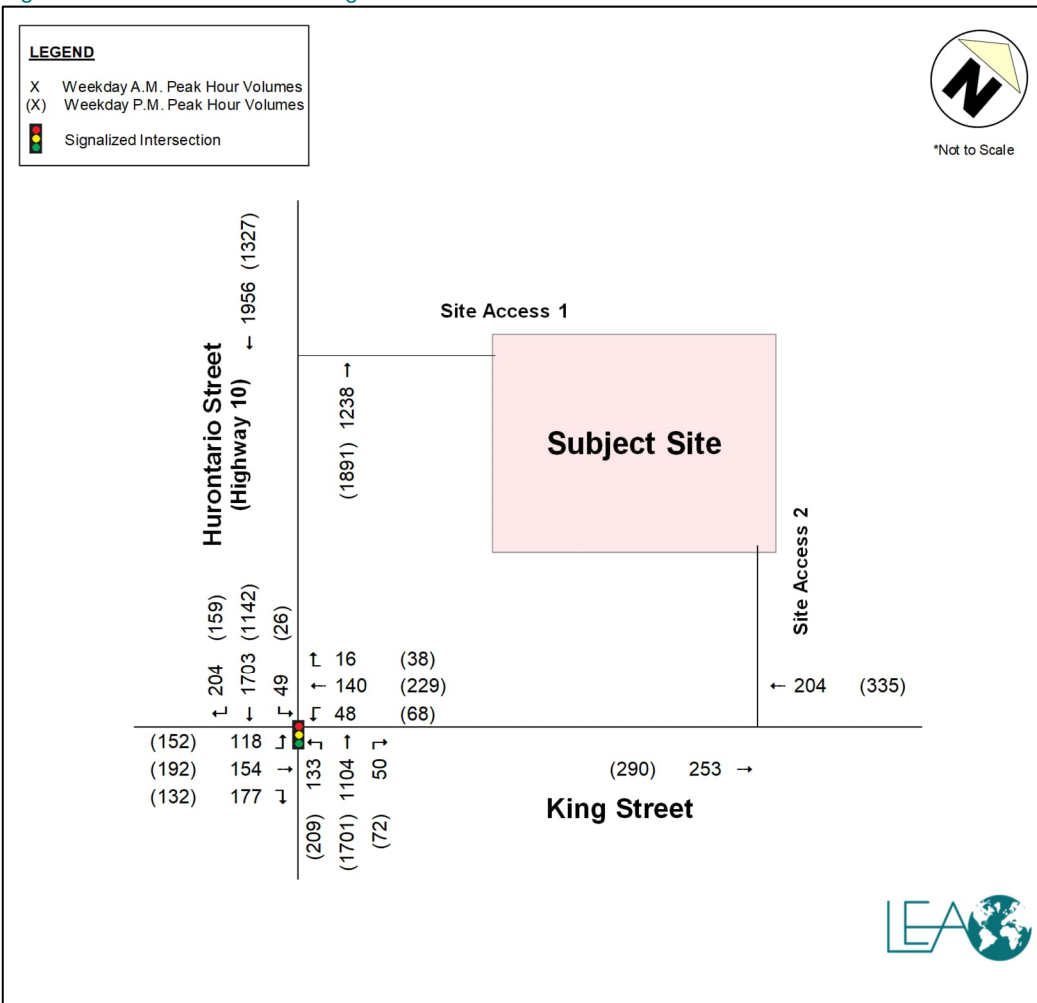 LEGEND
X Weekday A.M. Peak Hour Volumes
(X) Weekday P.M. Peak Hour Volumes
Signalized Intersection
N
*Not to Scale
← 1956 (1327)
Site Access 1
Hurontario Street
(Highway 10)
(1891) 1238 →
Subject Site
Site Access 2
204 (159)
1703 (1142)
49 (26)
16 (38)
← 140 (229)
48 (68)
← 204 (335)
(152) 118
(192) 154 →
(132) 177
(209) 133
(1701) 1104
(72) 50
(290) 253 →
King Street
LEA